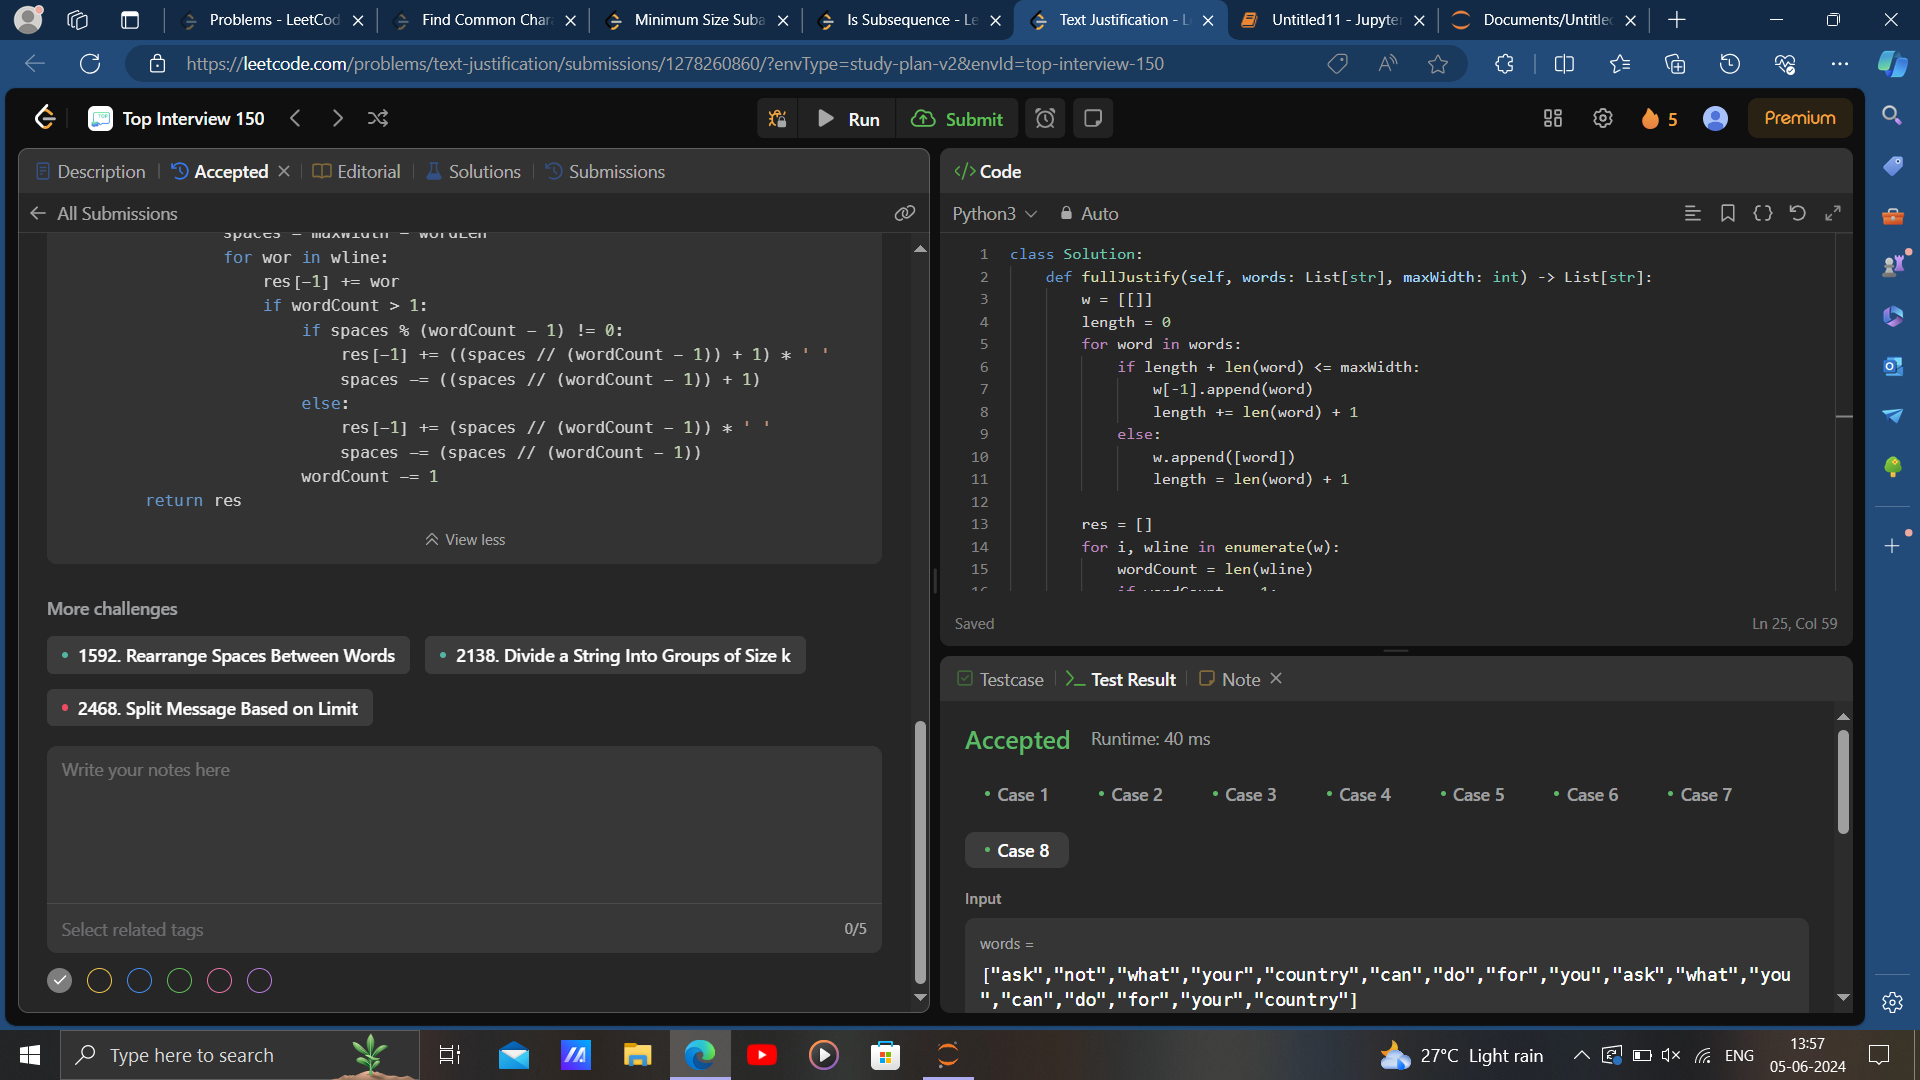 Problems - LeetCod
Find Common Char
Minimum Size Suba
Is Subsequence - Le
Text Justification - L
Untitled11 - Jupyte
Documents/Untitle
https://leetcode.com/problems/text-justification/submissions/1278260860/?envType=study-plan-v2&envId=top-interview-150
Top Interview 150
Run
Submit
5
Premium
Description
Accepted
Editorial
Solutions
Submissions
All Submissions
spaces = maxWidth - wordLen
for wor in wline:
res[-1] += wor
if wordCount > 1:
if spaces % (wordCount - 1) != 0:
res[-1] += ((spaces // (wordCount - 1)) + 1) * ' '
spaces -= ((spaces // (wordCount - 1)) + 1)
else:
res[-1] += (spaces // (wordCount - 1)) * ' '
spaces -= (spaces // (wordCount - 1))
wordCount -= 1
return res
View less
More challenges
1592. Rearrange Spaces Between Words
2138. Divide a String Into Groups of Size k
2468. Split Message Based on Limit
Write your notes here
Select related tags
0/5
</> Code
Python3
Auto
1 class Solution:
2 def fullJustify(self, words: List[str], maxWidth: int) -> List[str]:
3 w = [[]]
4 length = 0
5 for word in words:
6 if length + len(word) <= maxWidth:
7 w[-1].append(word)
8 length += len(word) + 1
9 else:
10 w.append([word])
11 length = len(word) + 1
12
13 res = []
14 for i, wline in enumerate(w):
15 wordCount = len(wline)
16
Saved
Ln 25, Col 59
Testcase
Test Result
Note
Accepted
Runtime: 40 ms
Case 1
Case 2
Case 3
Case 4
Case 5
Case 6
Case 7
Case 8
Input
words =
["ask","not","what","your","country","can","do","for","you","ask","what","you
","can","do","for","your","country"]
Type here to search
27°C Light rain
ENG
13:57
05-06-2024